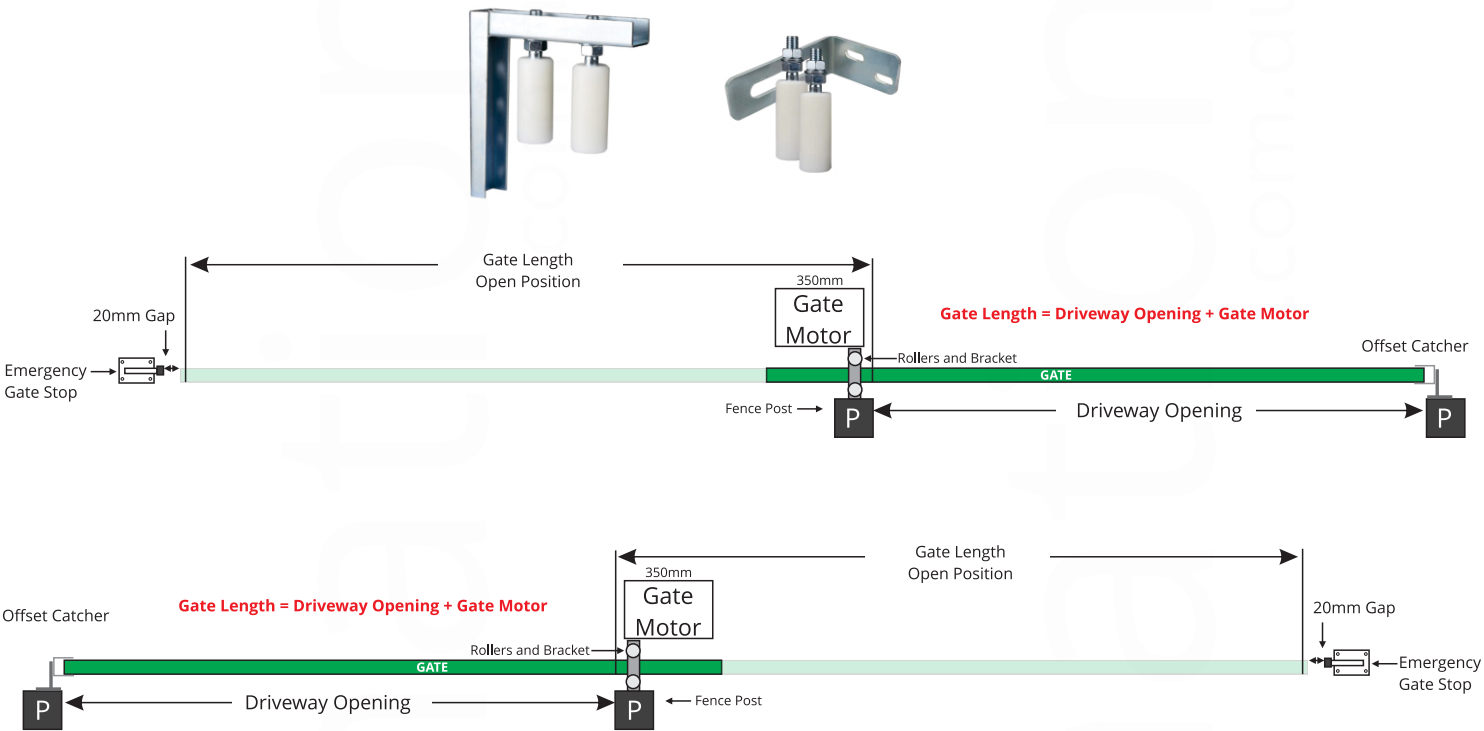 Gate Length
Open Position
350mm
Gate
Motor
20mm Gap
Gate Length = Driveway Opening + Gate Motor
Offset Catcher
Rollers and Bracket
Emergency
Gate Stop
GATE
Fence Post
P
Driveway Opening
P
Gate Length
Open Position
350mm
Gate
Motor
Offset Catcher
Gate Length = Driveway Opening + Gate Motor
20mm Gap
Rollers and Bracket
GATE
Emergency
Gate Stop
P
Driveway Opening
P
Fence Post